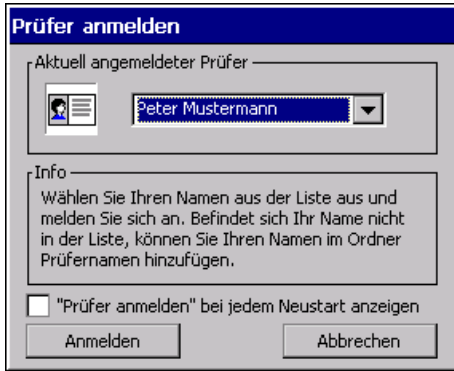 Prüfer anmelden
Aktuell angemeldeter Prüfer
Peter Mustermann
Info
Wählen Sie Ihren Namen aus der Liste aus und
melden Sie sich an. Befindet sich Ihr Name nicht
in der Liste, können Sie Ihren Namen im Ordner
Prüfernamen hinzufügen.
"Prüfer anmelden" bei jedem Neustart anzeigen
Anmelden
Abbrechen